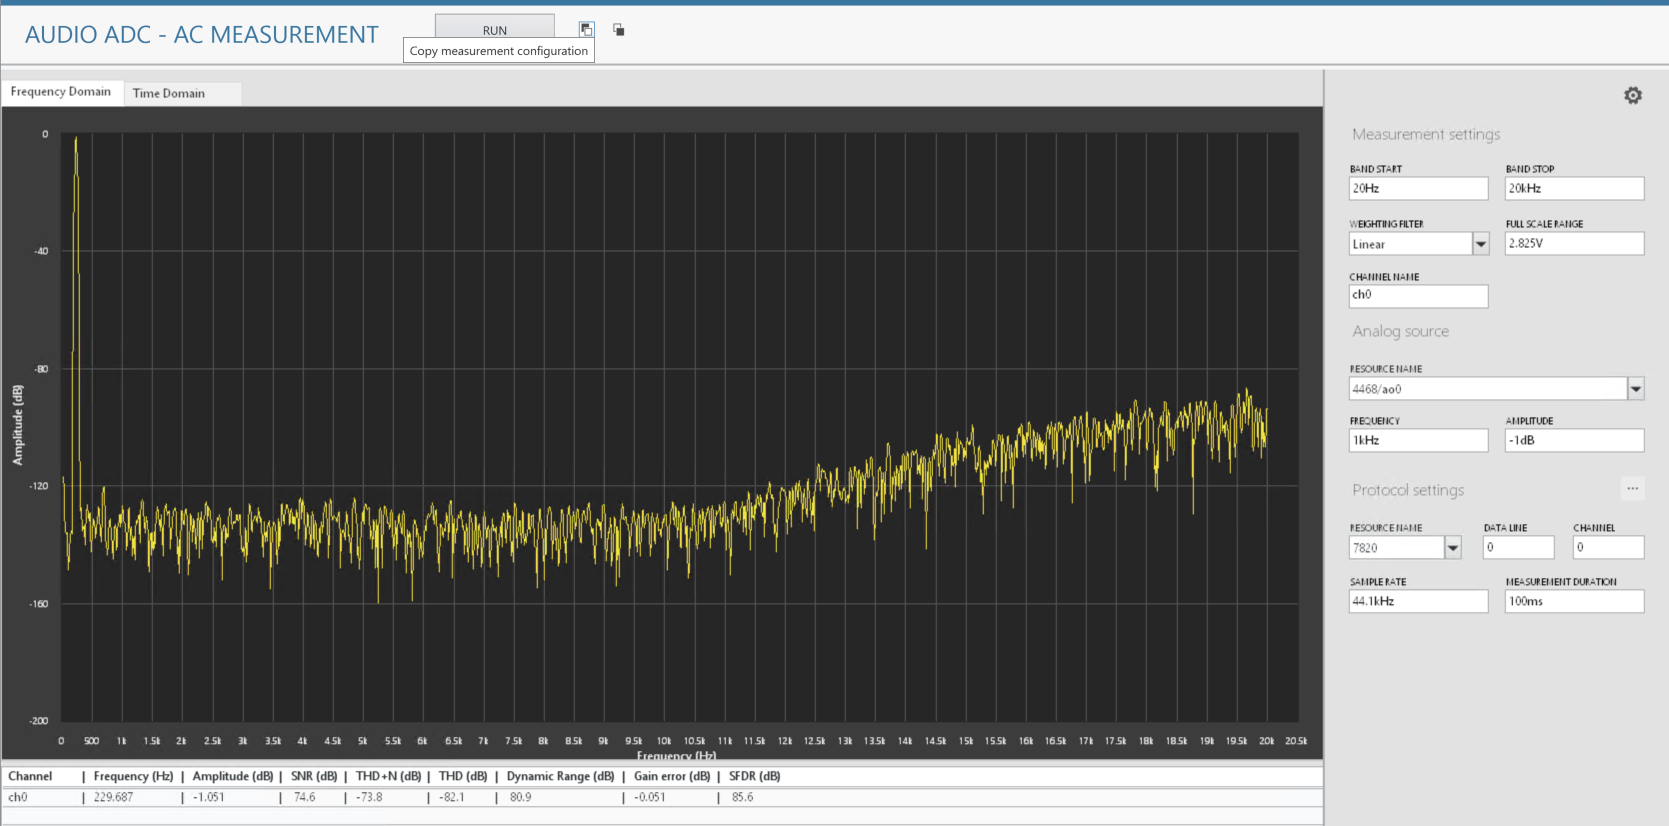 AUDIO ADC - AC MEASUREMENT
RUN
Copy measurement configuration
Frequency Domain
Time Domain
0
-40
-80
-120
-160
-200
Amplitude (dB)
0 500 1k 1.5k 2k 2.5k 3k 3.5k 4k 4.5k 5k 5.5k 6k 6.5k 7k 7.5k 8k 8.5k 9k 9.5k 10k 10.5k 11k 11.5k 12k 12.5k 13k 13.5k 14k 14.5k 15k 15.5k 16k 16.5k 17k 17.5k 18k 18.5k 19k 19.5k 20k 20.5k
Frequency (Hz)
Channel | Frequency (Hz) | Amplitude (dB) | SNR (dB) | THD+N (dB) | THD (dB) | Dynamic Range (dB) | Gain error (dB) | SFDR (dB)
ch0 | 229.687 | -1.051 | 74.6 | -73.8 | -82.1 | 80.9 | -0.051 | 85.6
Measurement settings
BAND START BAND STOP
20Hz 20kHz
WEIGHTING FILTER FULL SCALE RANGE
Linear 2.825V
CHANNEL NAME
ch0
Analog source
RESOURCE NAME
4468/ao0
FREQUENCY AMPLITUDE
1kHz -1dB
Protocol settings ...
RESOURCE NAME DATA LINE CHANNEL
7820 0 0
SAMPLE RATE MEASUREMENT DURATION
44.1kHz 100ms